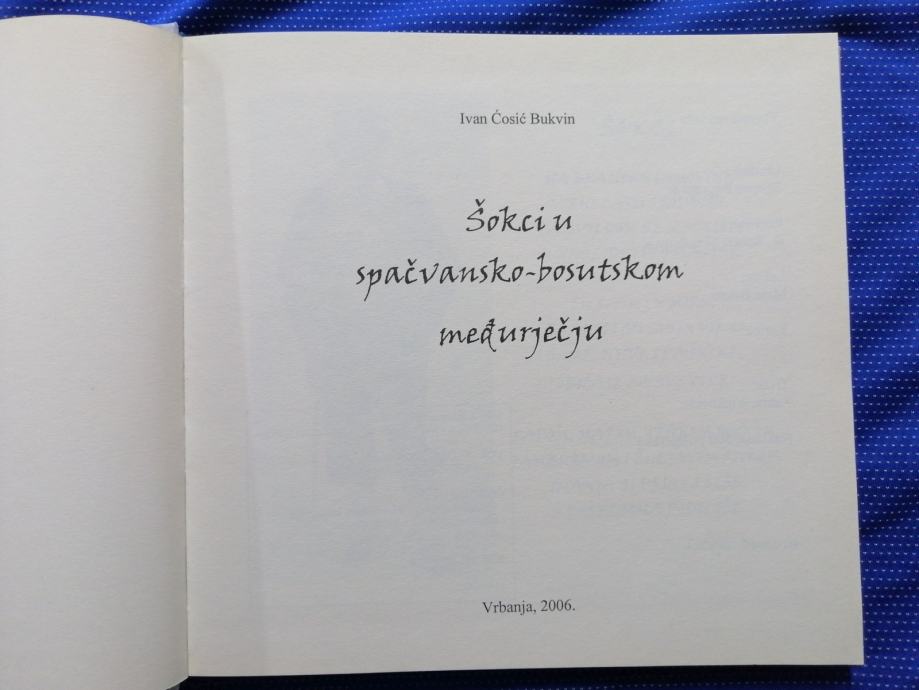 Ivan Ćosić Bukvin
Šokci u
spačvansko-bosutskom
međurječju
Vrbanja, 2006.